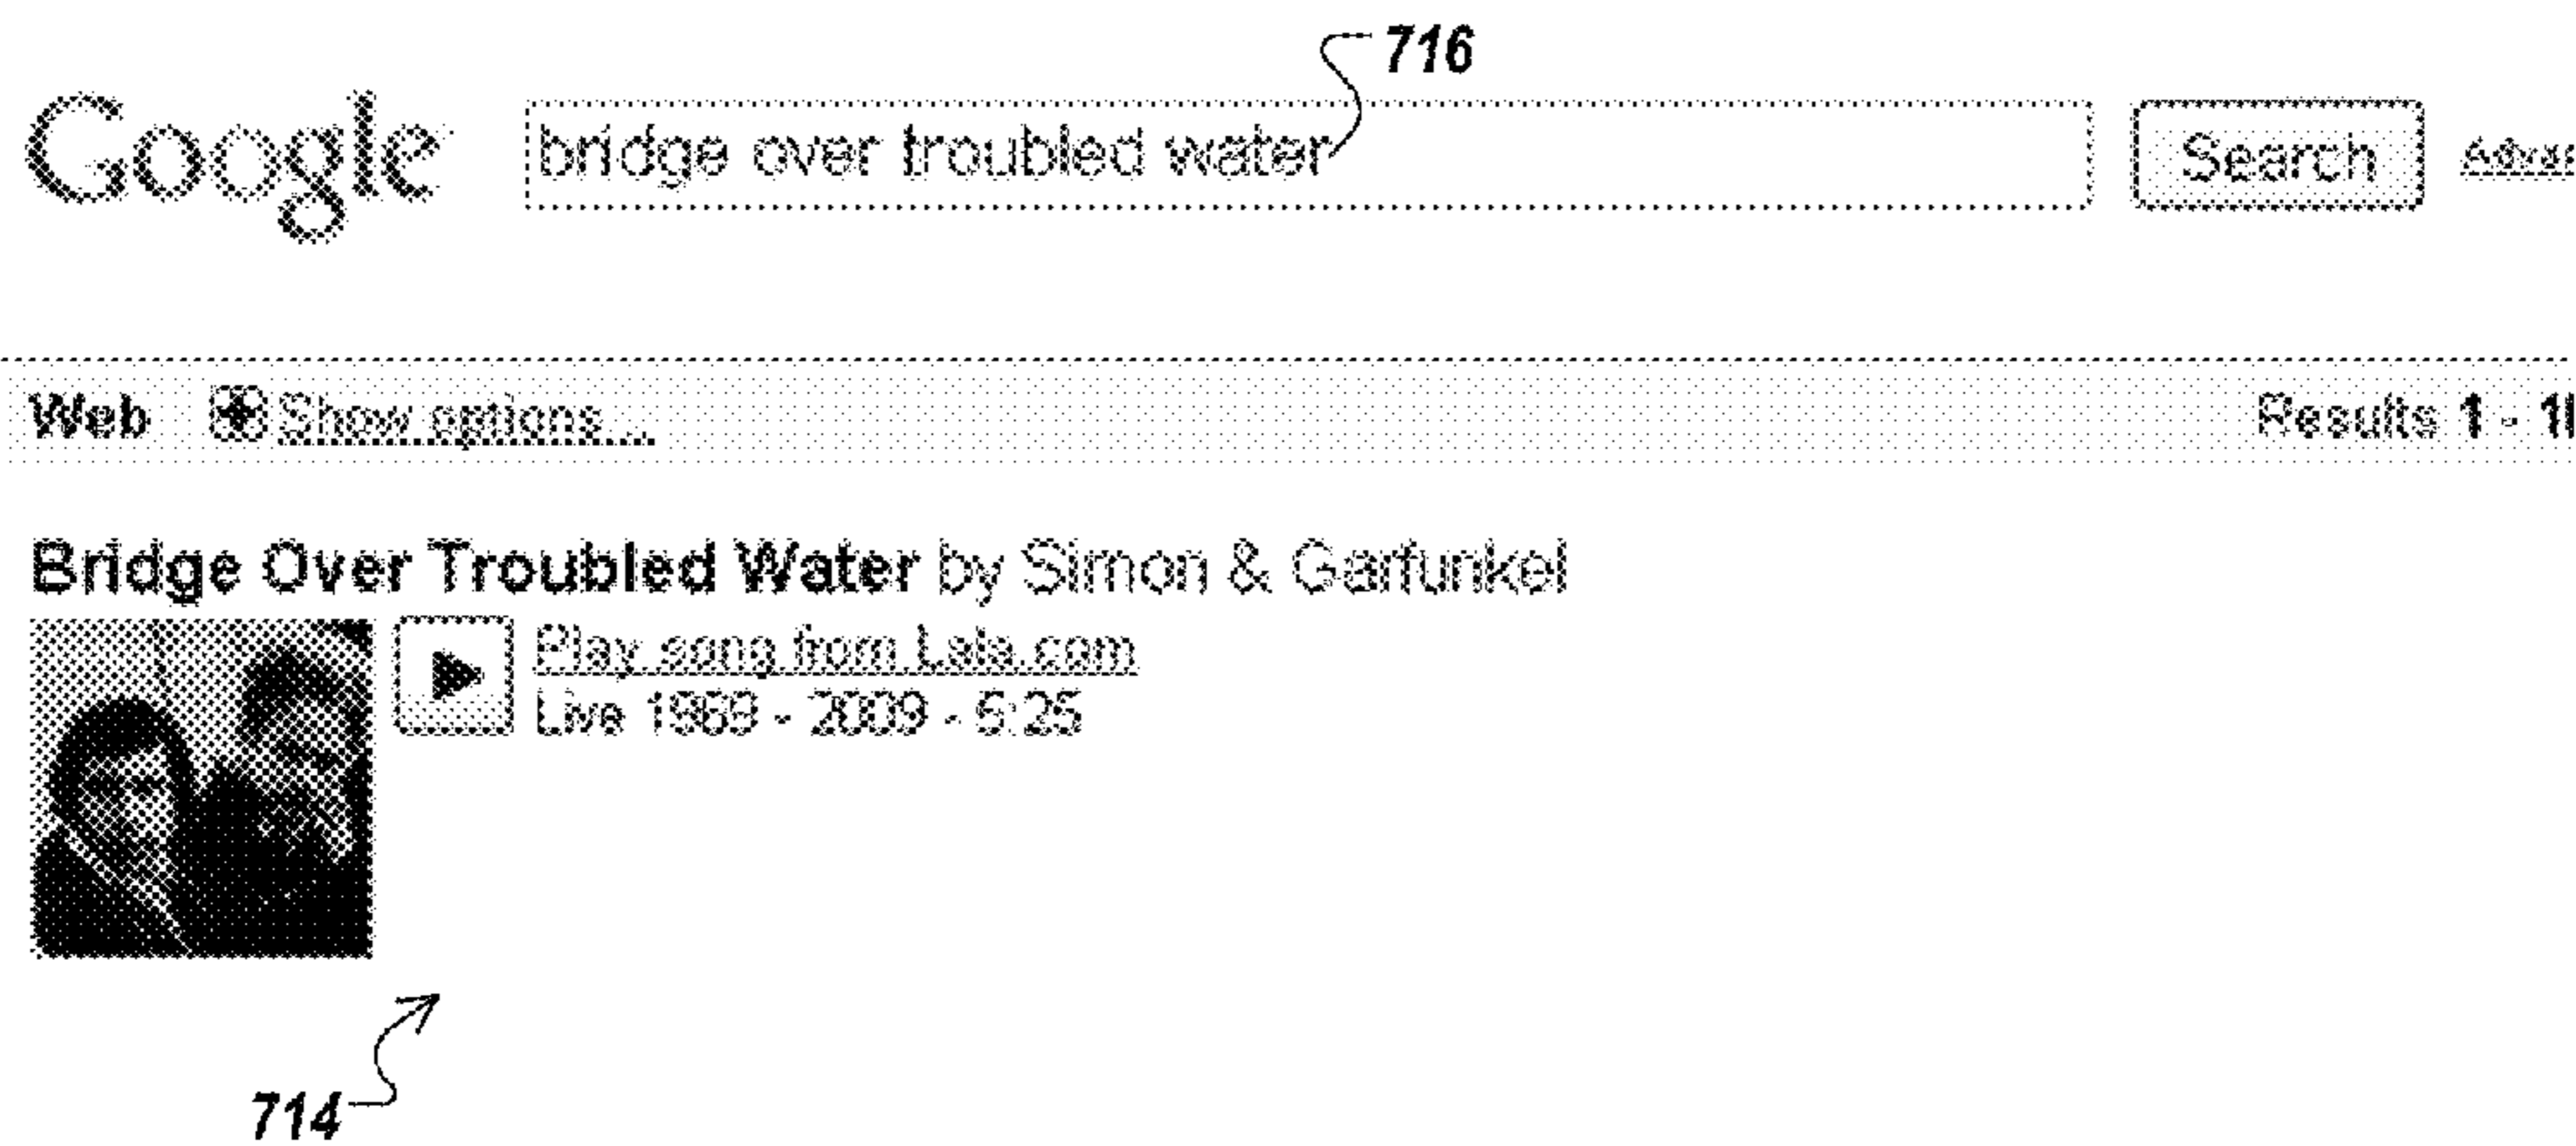 716
Google bridge over troubled water Search
Web Show options... Results 1 -
Bridge Over Troubled Water by Simon & Garfunkel
Play song from Lala.com
Live 1969 - 2009 - 5:25
714